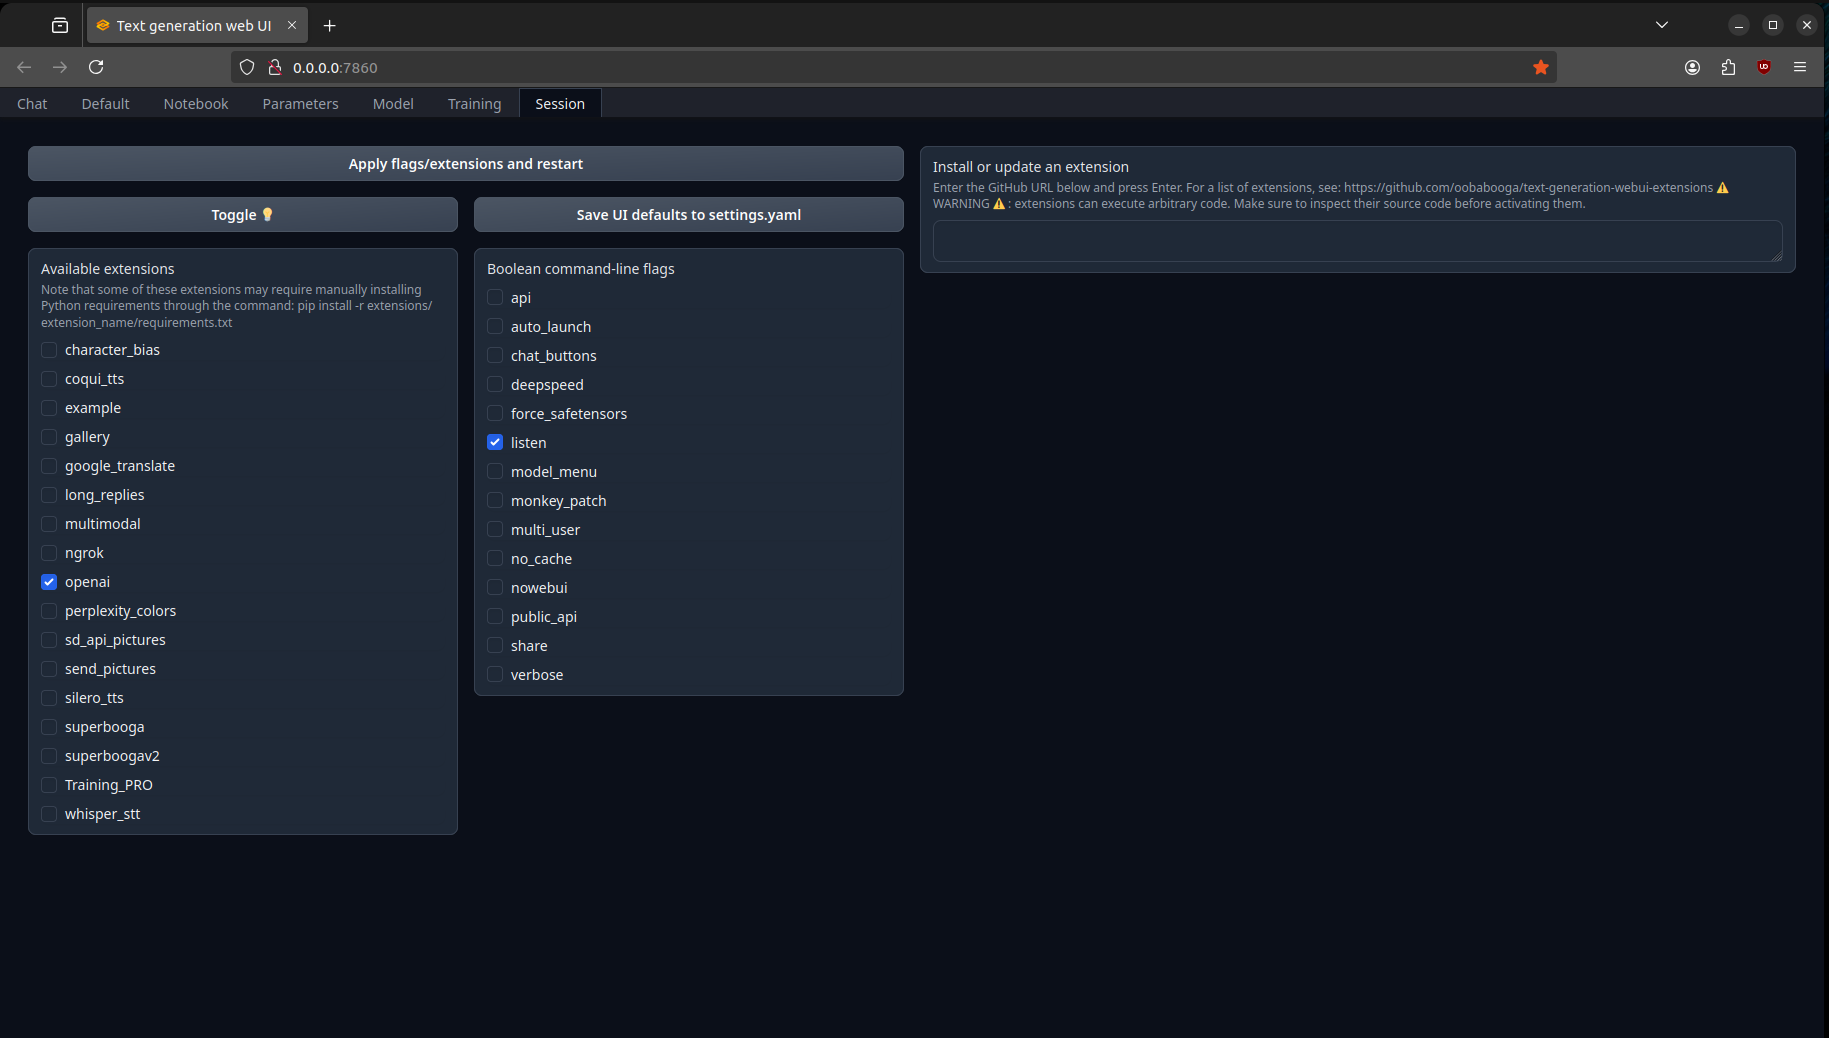 Text generation web UI
0.0.0.0:7860
Chat
Default
Notebook
Parameters
Model
Training
Session
Apply flags/extensions and restart
Toggle 💡
Save UI defaults to settings.yaml
Available extensions
Note that some of these extensions may require manually installing
Python requirements through the command: pip install -r extensions/
extension_name/requirements.txt
character_bias
coqui_tts
example
gallery
google_translate
long_replies
multimodal
ngrok
openai
perplexity_colors
sd_api_pictures
send_pictures
silero_tts
superbooga
superboogav2
Training_PRO
whisper_stt
Boolean command-line flags
api
auto_launch
chat_buttons
deepspeed
force_safetensors
listen
model_menu
monkey_patch
multi_user
no_cache
nowebui
public_api
share
verbose
Install or update an extension
Enter the GitHub URL below and press Enter. For a list of extensions, see: https://github.com/oobabooga/text-generation-webui-extensions ⚠️
WARNING ⚠️ : extensions can execute arbitrary code. Make sure to inspect their source code before activating them.